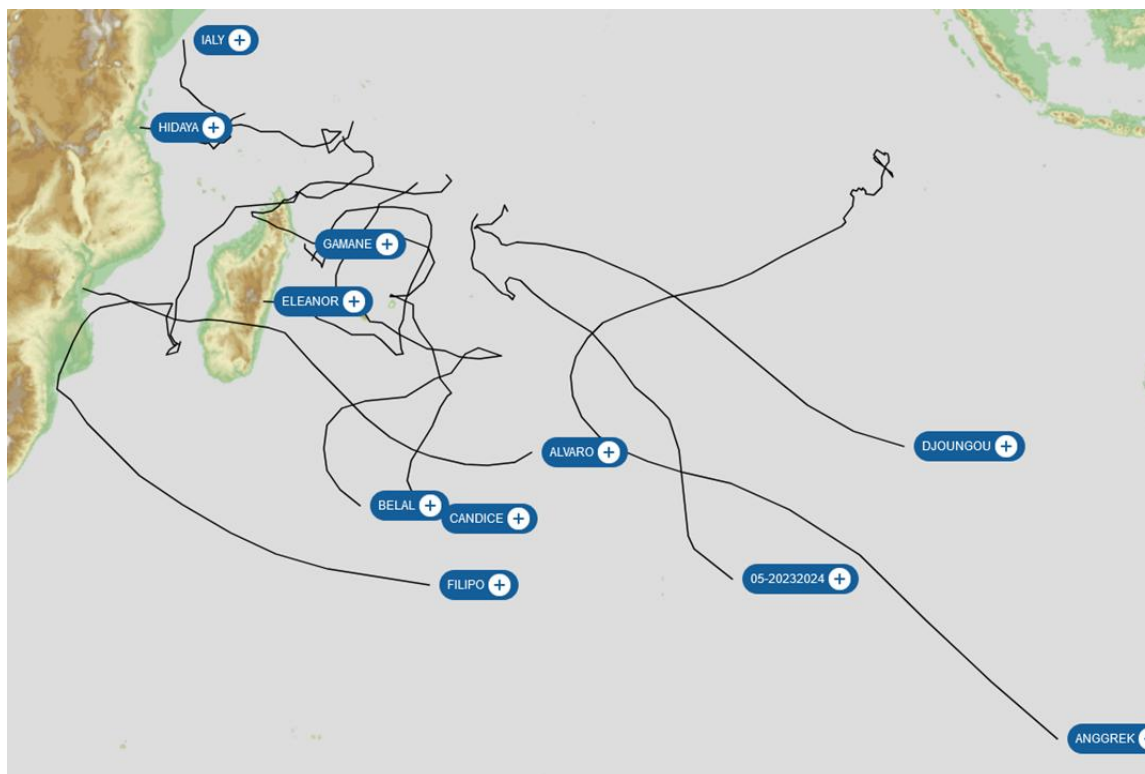 IALY
HIDAYA
GAMANE
ELEANOR
DJOUNGOU
ALVARO
BELAL
CANDICE
05-20232024
FILIPO
ANGGREK